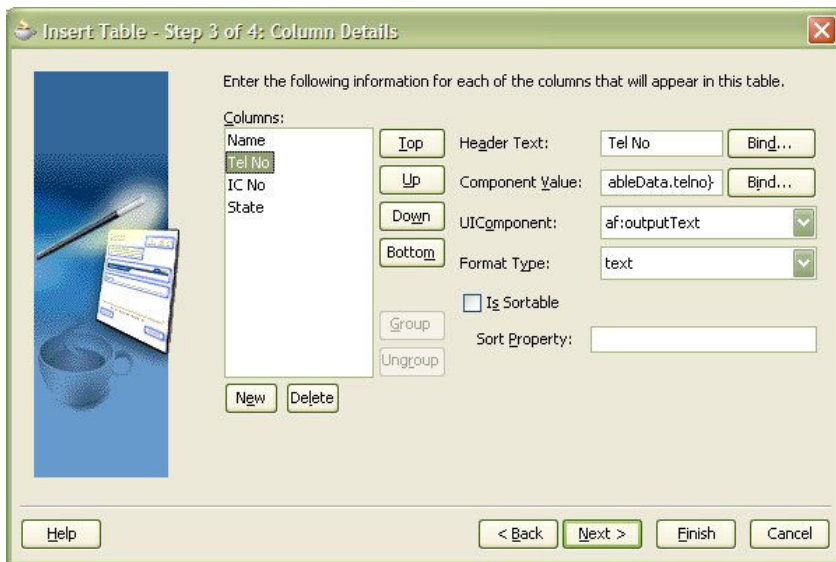 Insert Table - Step 3 of 4: Column Details
Enter the following information for each of the columns that will appear in this table.
Columns:
Name
Tel No
IC No
State
Top
Up
Down
Bottom
Group
Ungroup
New
Delete
Header Text:
Tel No
Bind...
Component Value:
ableData.telno}
Bind...
UIComponent:
af:outputText
Format Type:
text
Is Sortable
Sort Property:
Help
< Back
Next >
Finish
Cancel